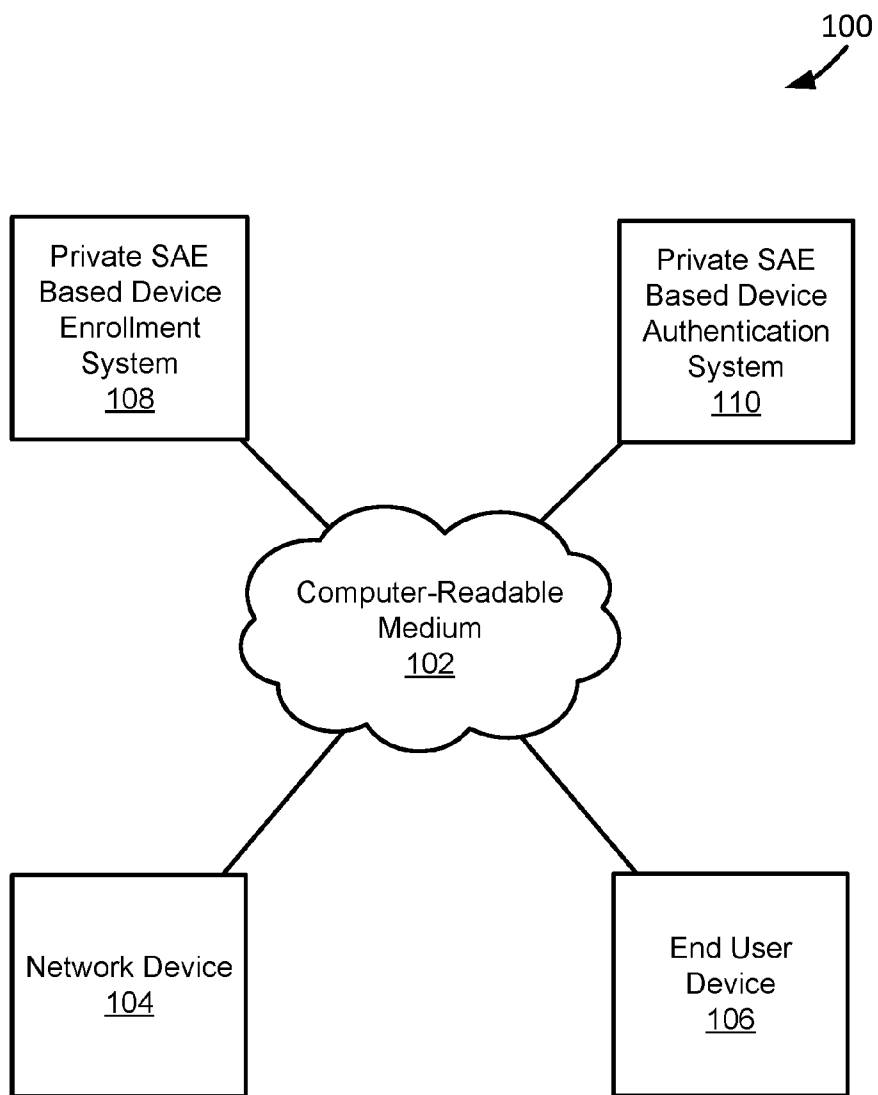 100
Private SAE
Based Device
Enrollment
System
108
Private SAE
Based Device
Authentication
System
110
Computer-Readable
Medium
102
Network Device
104
End User
Device
106